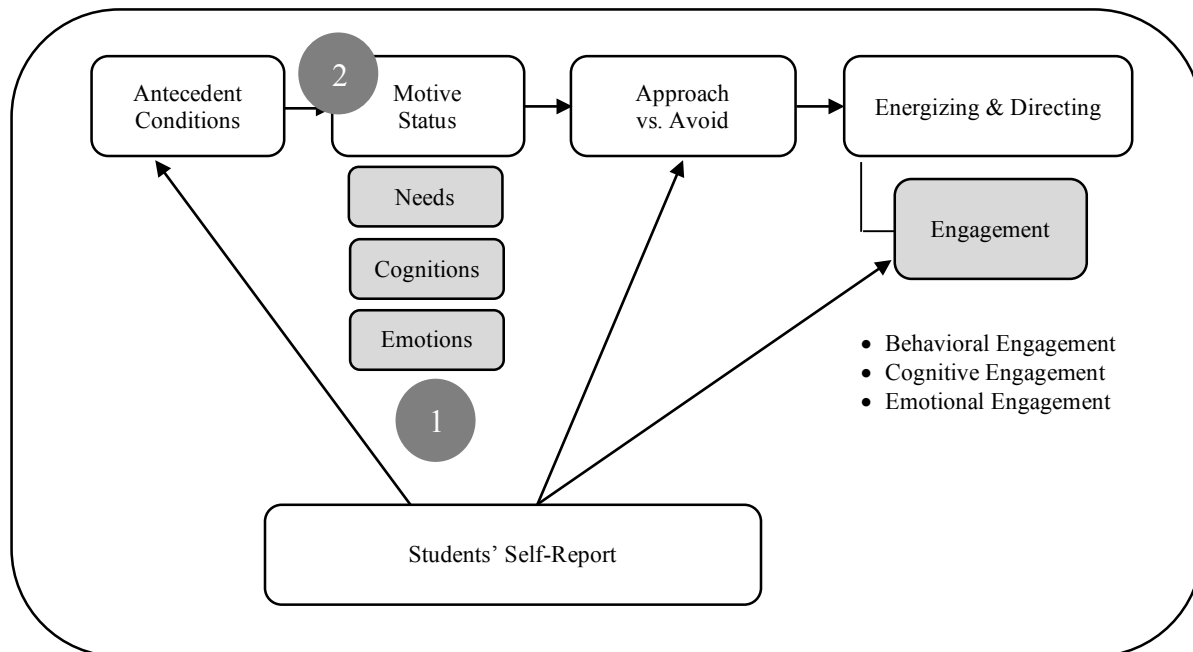 2
Antecedent
Conditions
Motive
Status
Approach
vs. Avoid
Energizing & Directing
Needs
Cognitions
Emotions
1
Engagement
• Behavioral Engagement
• Cognitive Engagement
• Emotional Engagement
Students’ Self-Report